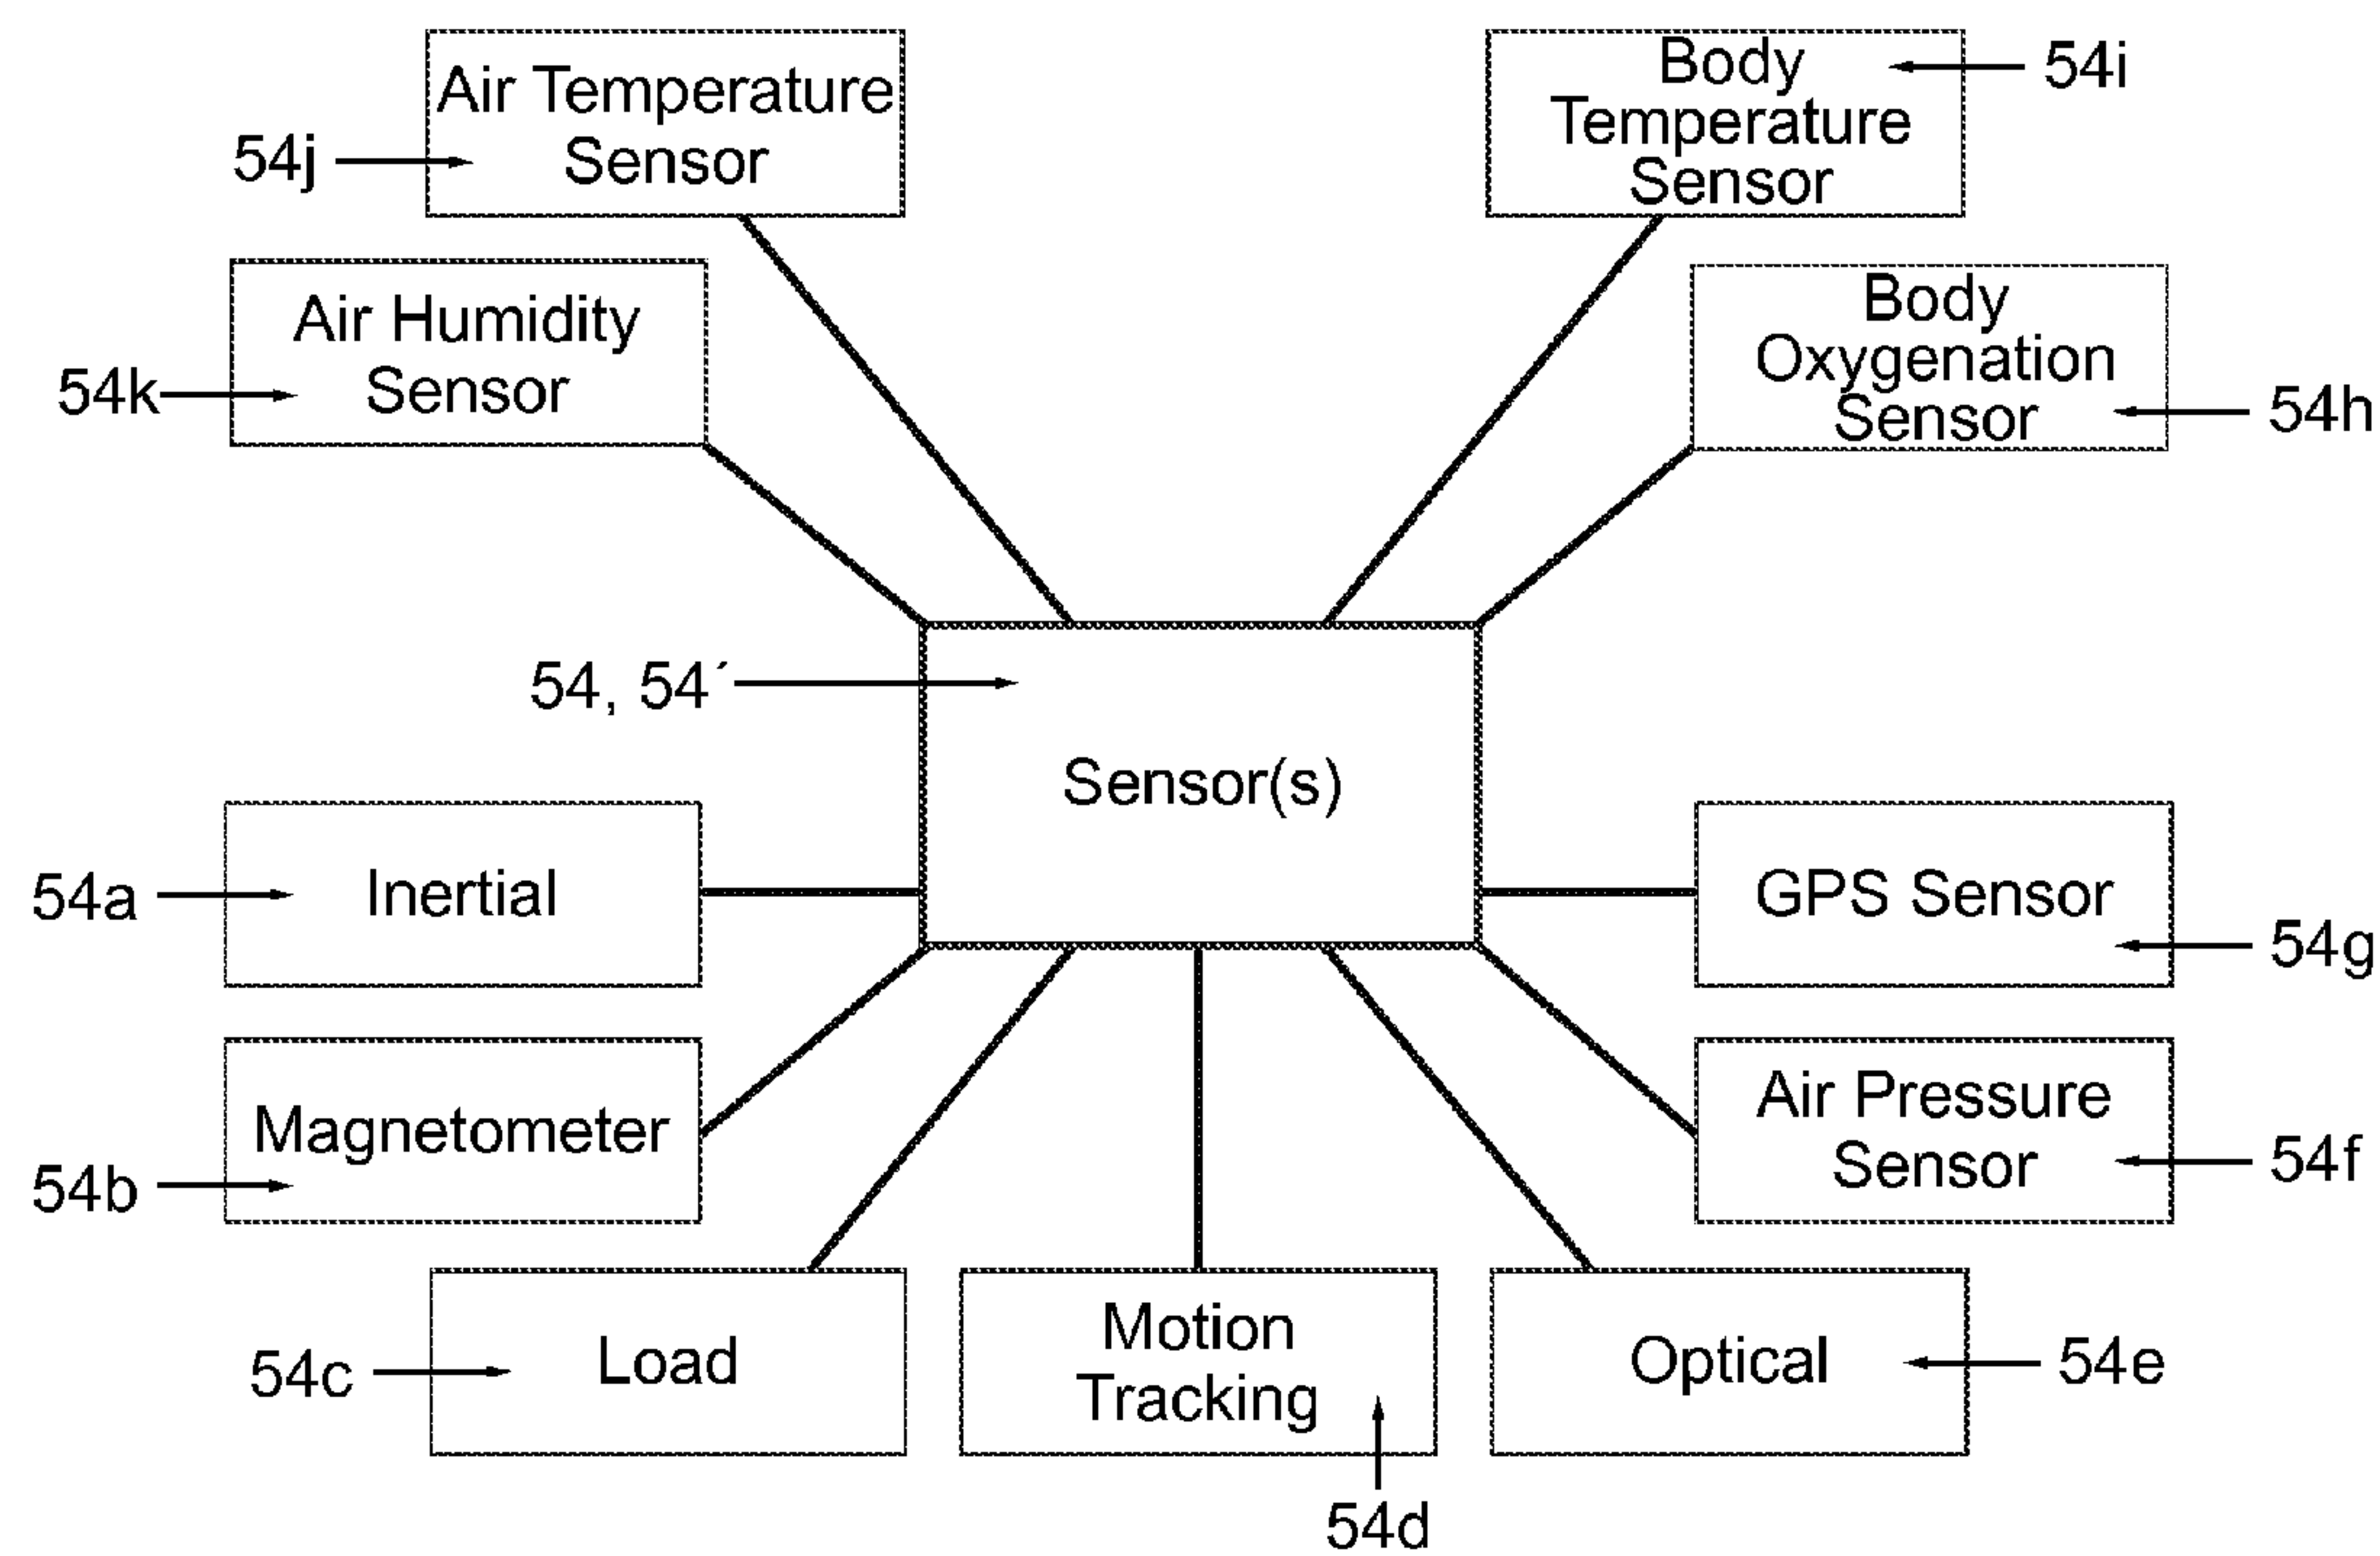 Air Temperature
Sensor
54j
Body
Temperature
Sensor
54i
Air Humidity
Sensor
54k
Body
Oxygenation
Sensor
54h
54, 54´
Sensor(s)
54a
Inertial
GPS Sensor
54g
Magnetometer
54b
Air Pressure
Sensor
54f
54c
Load
Motion
Tracking
54d
Optical
54e